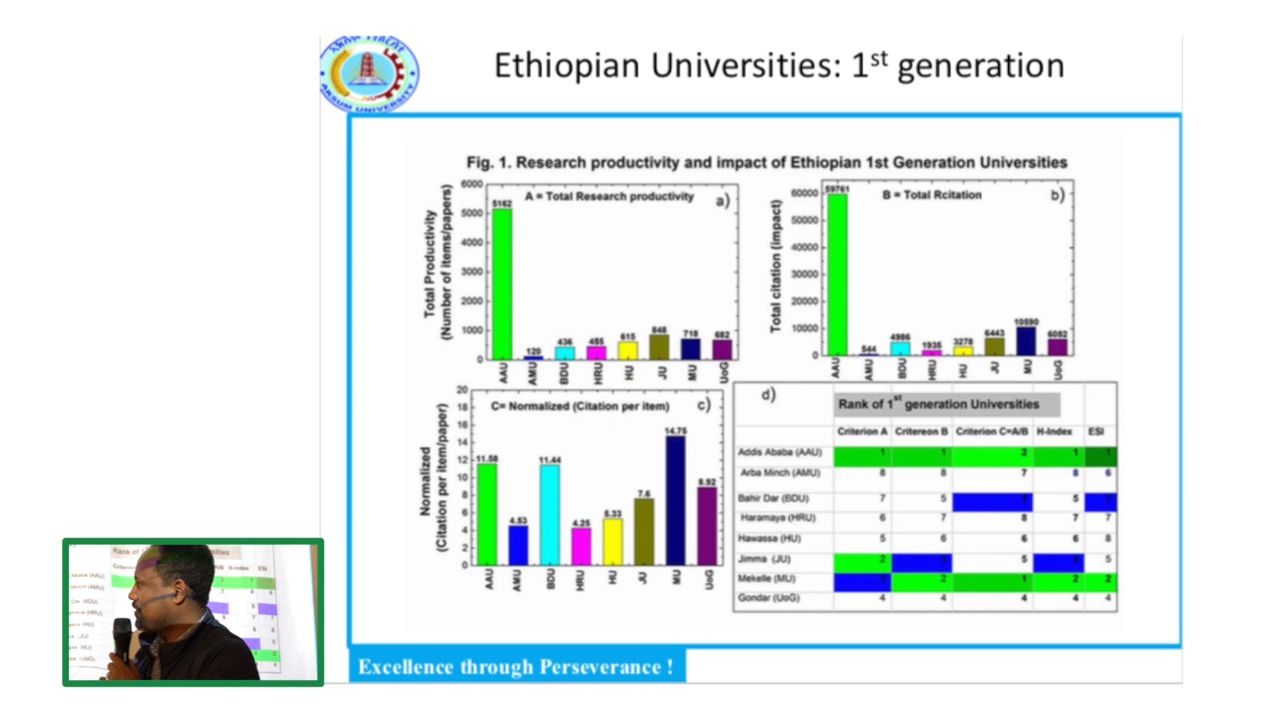 Ethiopian Universities: 1st generation
AKSUM UNIVERSITY
Fig. 1. Research productivity and impact of Ethiopian 1st Generation Universities
A = Total Research productivity
a)
Total Productivity
(Number of items/papers)
6000
5000
4000
3000
2000
1000
0
5162
120
436
485
615
848
718
682
AAU
AMU
BDU
HRU
HU
JU
MU
UoG
B = Total Rcitation
b)
Total citation (impact)
60000
50000
40000
30000
20000
10000
0
59761
544
4986
1935
3278
6443
10590
6082
AAU
AMU
BDU
HRU
HU
JU
MU
UoG
C= Normalized (Citation per item)
c)
Normalized
(Citation per item/paper)
20
18
16
14
12
10
8
6
4
2
0
11.58
4.53
11.44
4.25
5.33
7.6
14.75
8.92
AAU
AMU
BDU
HRU
HU
JU
MU
UoG
d)
Rank of 1st generation Universities
Criterion A Critereon B Criterion C=A/B H-Index ESI
Addis Ababa (AAU) 1 1 2 1 1
Arba Minch (AMU) 8 8 7 8 6
Bahir Dar (BDU) 7 5 5
Haramaya (HRU) 6 7 8 7 7
Hawassa (HU) 5 6 6 6 8
Jimma (JU) 2 5 5
Mekelle (MU) 2 1 2 2
Gondar (UoG) 4 4 4 4 4
Excellence through Perseverance !
Rank of
H-Index ESI